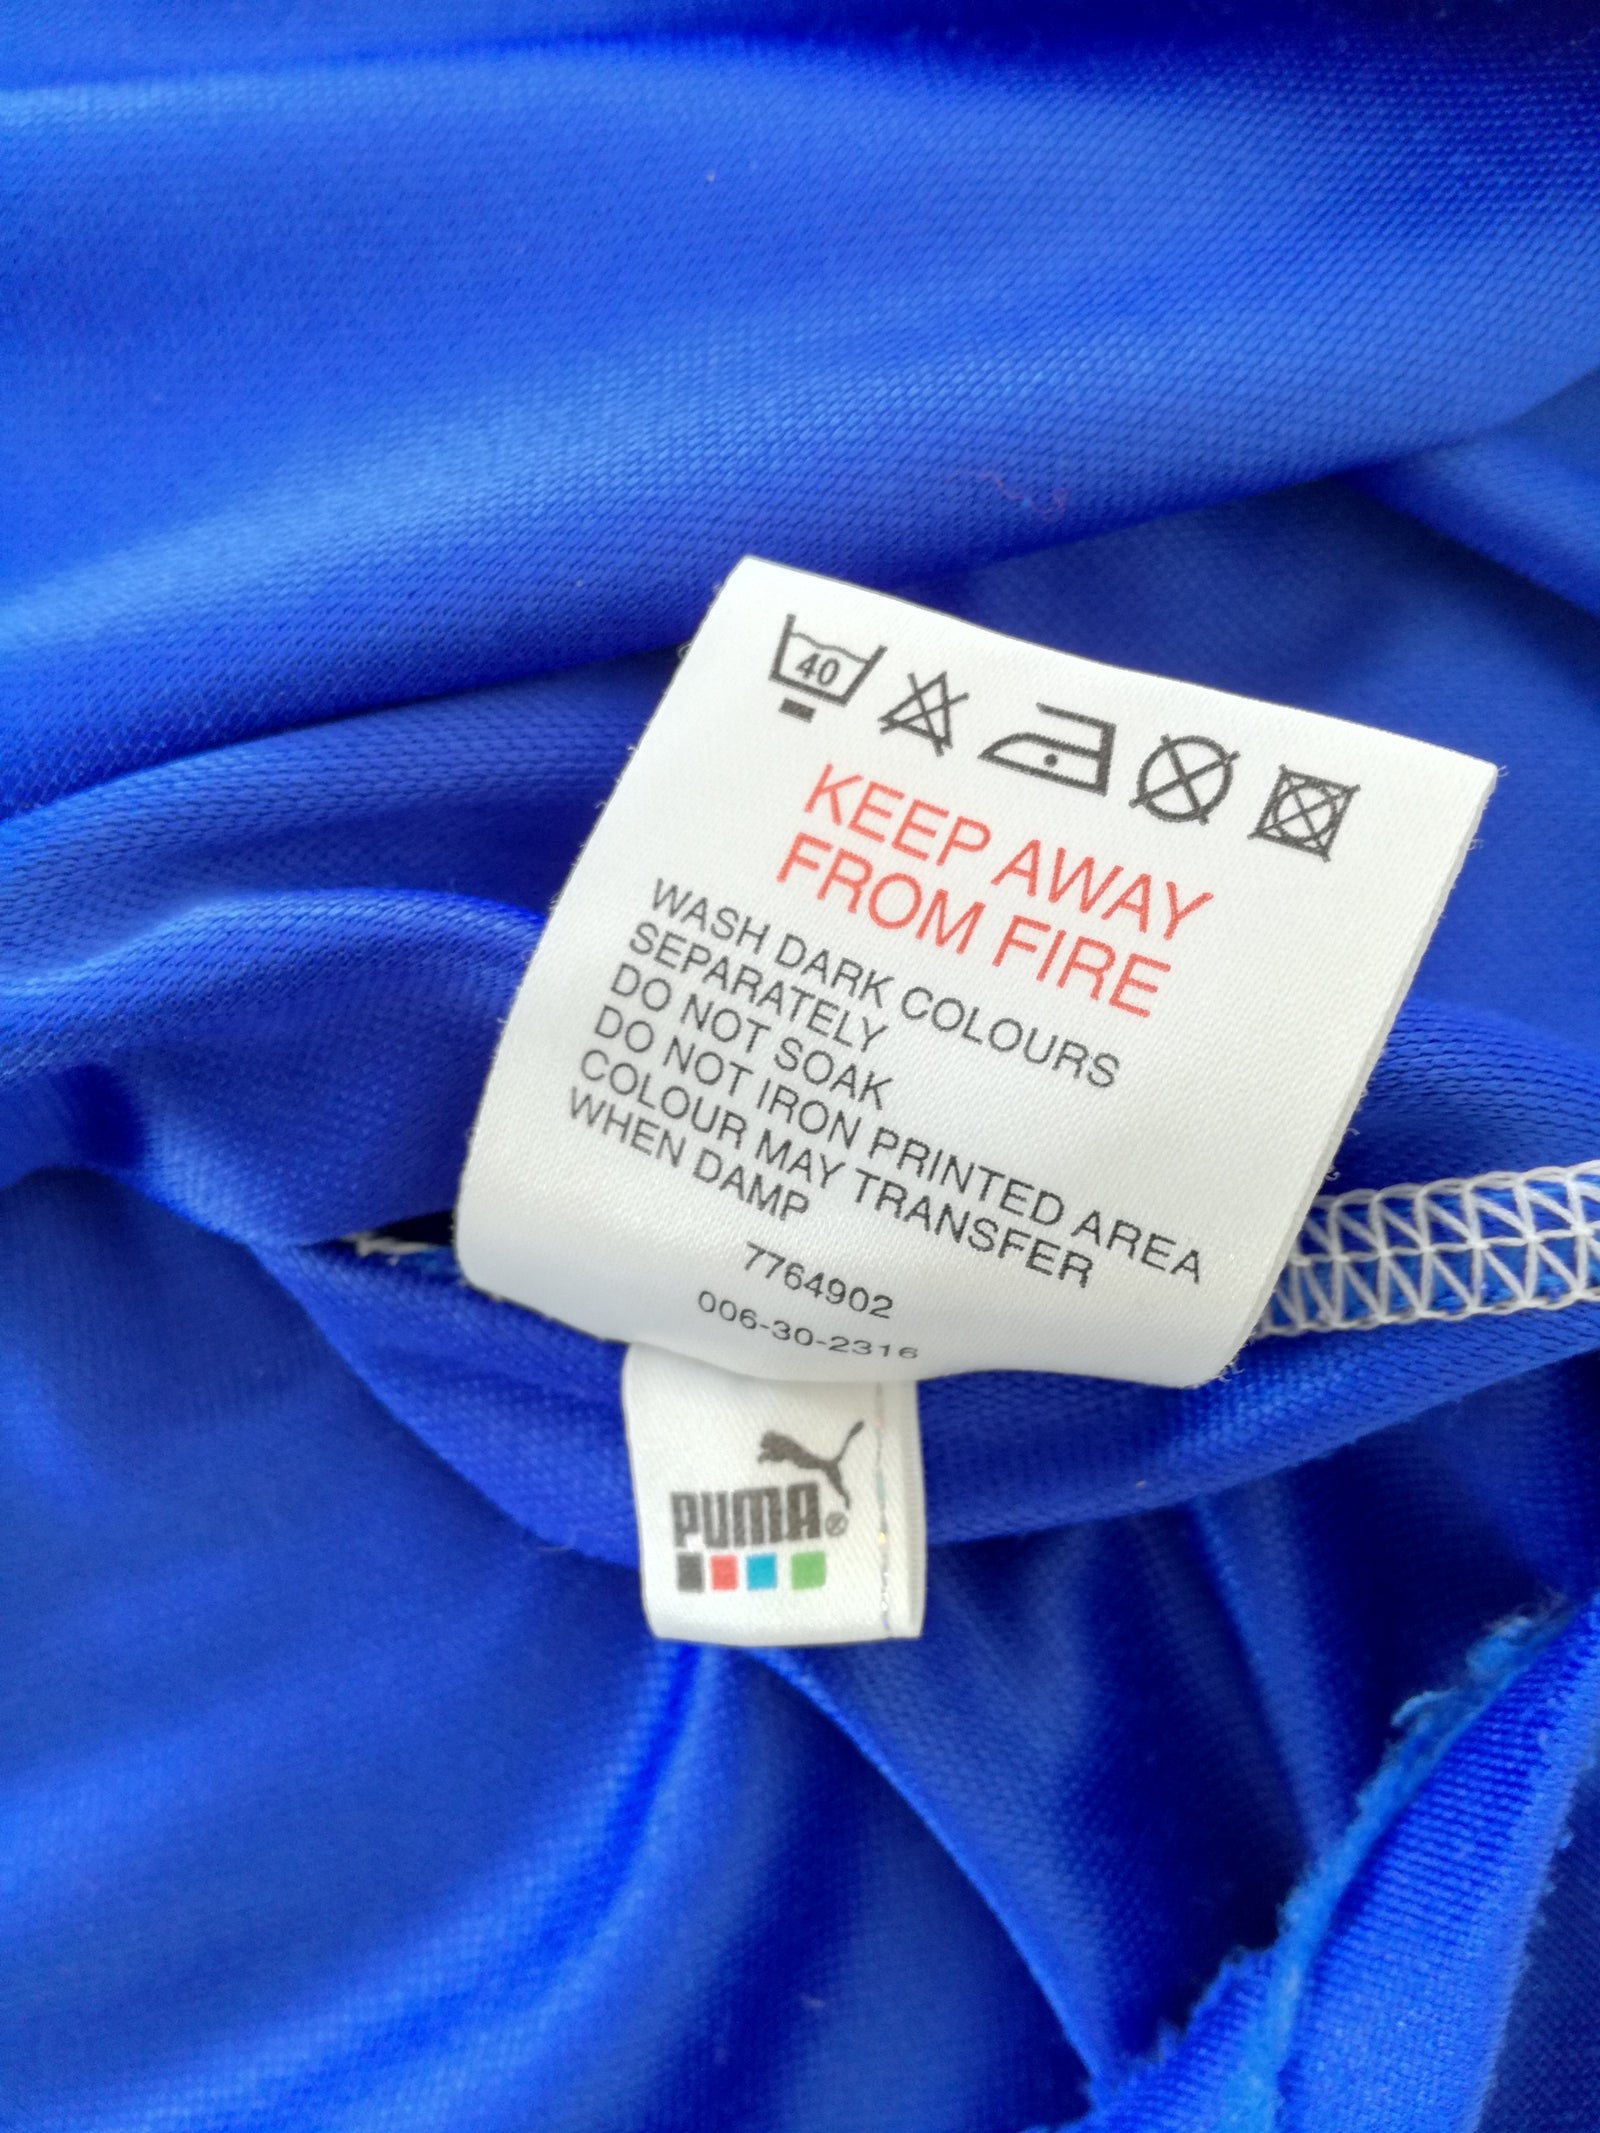 40
KEEP AWAY
FROM FIRE
WASH DARK COLOURS
SEPARATELY
DO NOT SOAK
DO NOT IRON PRINTED AREA
COLOUR MAY TRANSFER
WHEN DAMP
7764902
006-30-2316
PUMA®